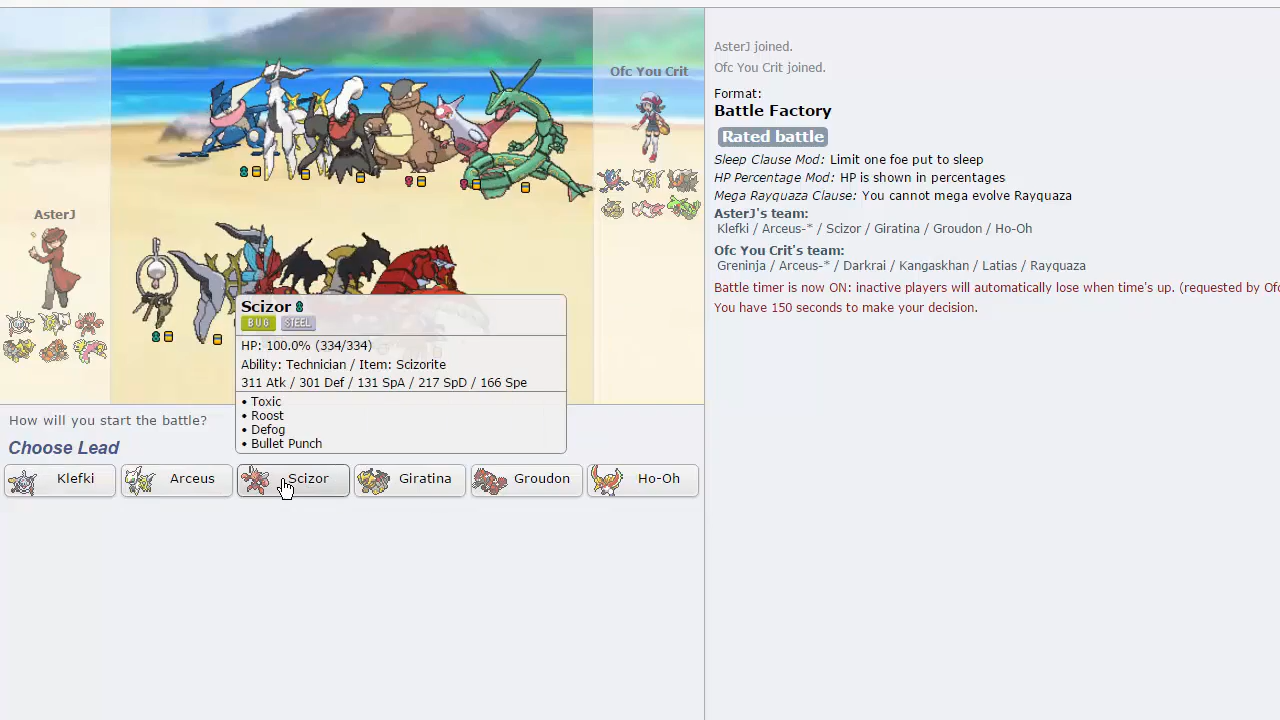 Ofc You Crit
AsterJ
Scizor
BUG STEEL
HP: 100.0% (334/334)
Ability: Technician / Item: Scizorite
311 Atk / 301 Def / 131 SpA / 217 SpD / 166 Spe
• Toxic
• Roost
• Defog
• Bullet Punch
How will you start the battle?
Choose Lead
Klefki Arceus Scizor Giratina Groudon Ho-Oh
AsterJ joined.
Ofc You Crit joined.
Format:
Battle Factory
Rated battle
Sleep Clause Mod: Limit one foe put to sleep
HP Percentage Mod: HP is shown in percentages
Mega Rayquaza Clause: You cannot mega evolve Rayquaza
AsterJ's team:
Klefki / Arceus-* / Scizor / Giratina / Groudon / Ho-Oh
Ofc You Crit's team:
Greninja / Arceus-* / Darkrai / Kangaskhan / Latias / Rayquaza
Battle timer is now ON: inactive players will automatically lose when time's up. (requested by Ofc
You have 150 seconds to make your decision.